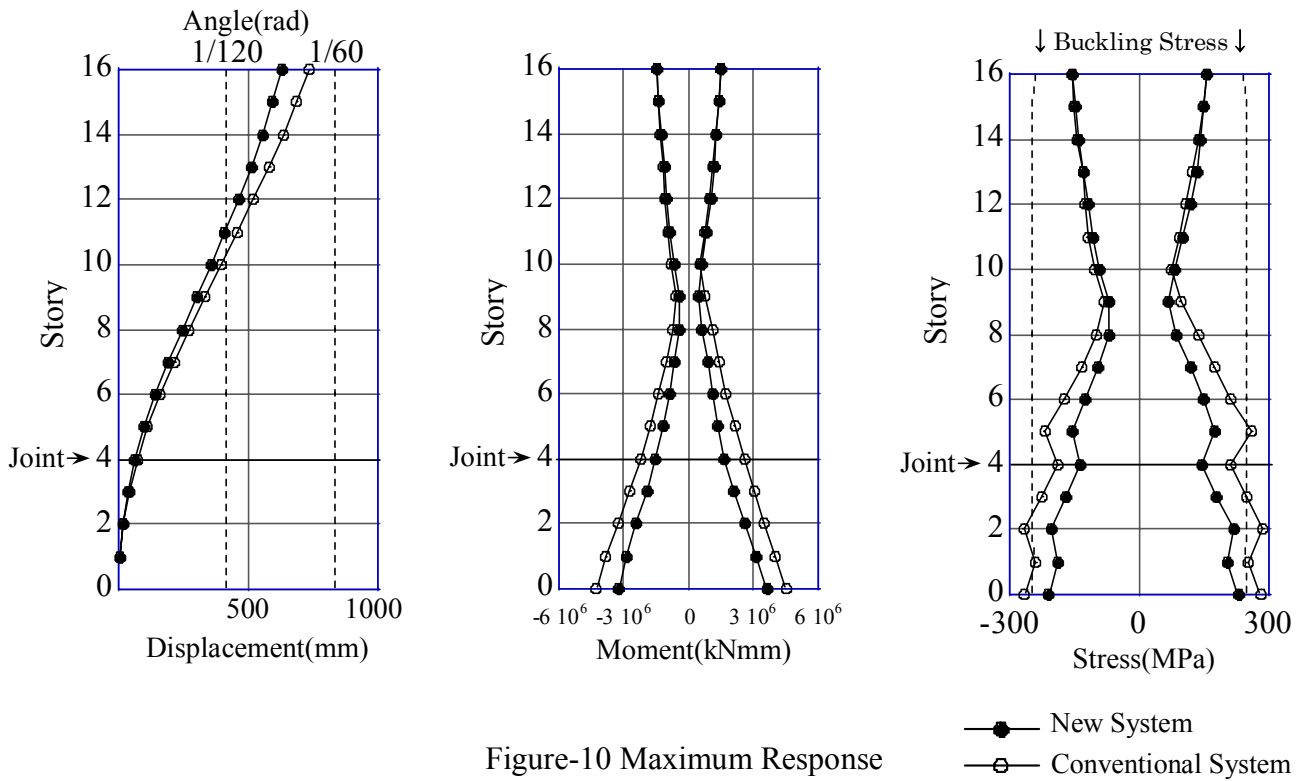 Angle(rad)
1/120 1/60
16
14
12
10
8
6
4
2
0
Story
Joint→
500 1000
Displacement(mm)
16
14
12
10
8
6
4
2
0
Story
Joint→
-6 10⁶ -3 10⁶ 0 3 10⁶ 6 10⁶
Moment(kNmm)
↓ Buckling Stress ↓
16
14
12
10
8
6
4
2
0
Story
Joint→
-300 0 300
Stress(MPa)
New System
Conventional System
Figure-10 Maximum Response